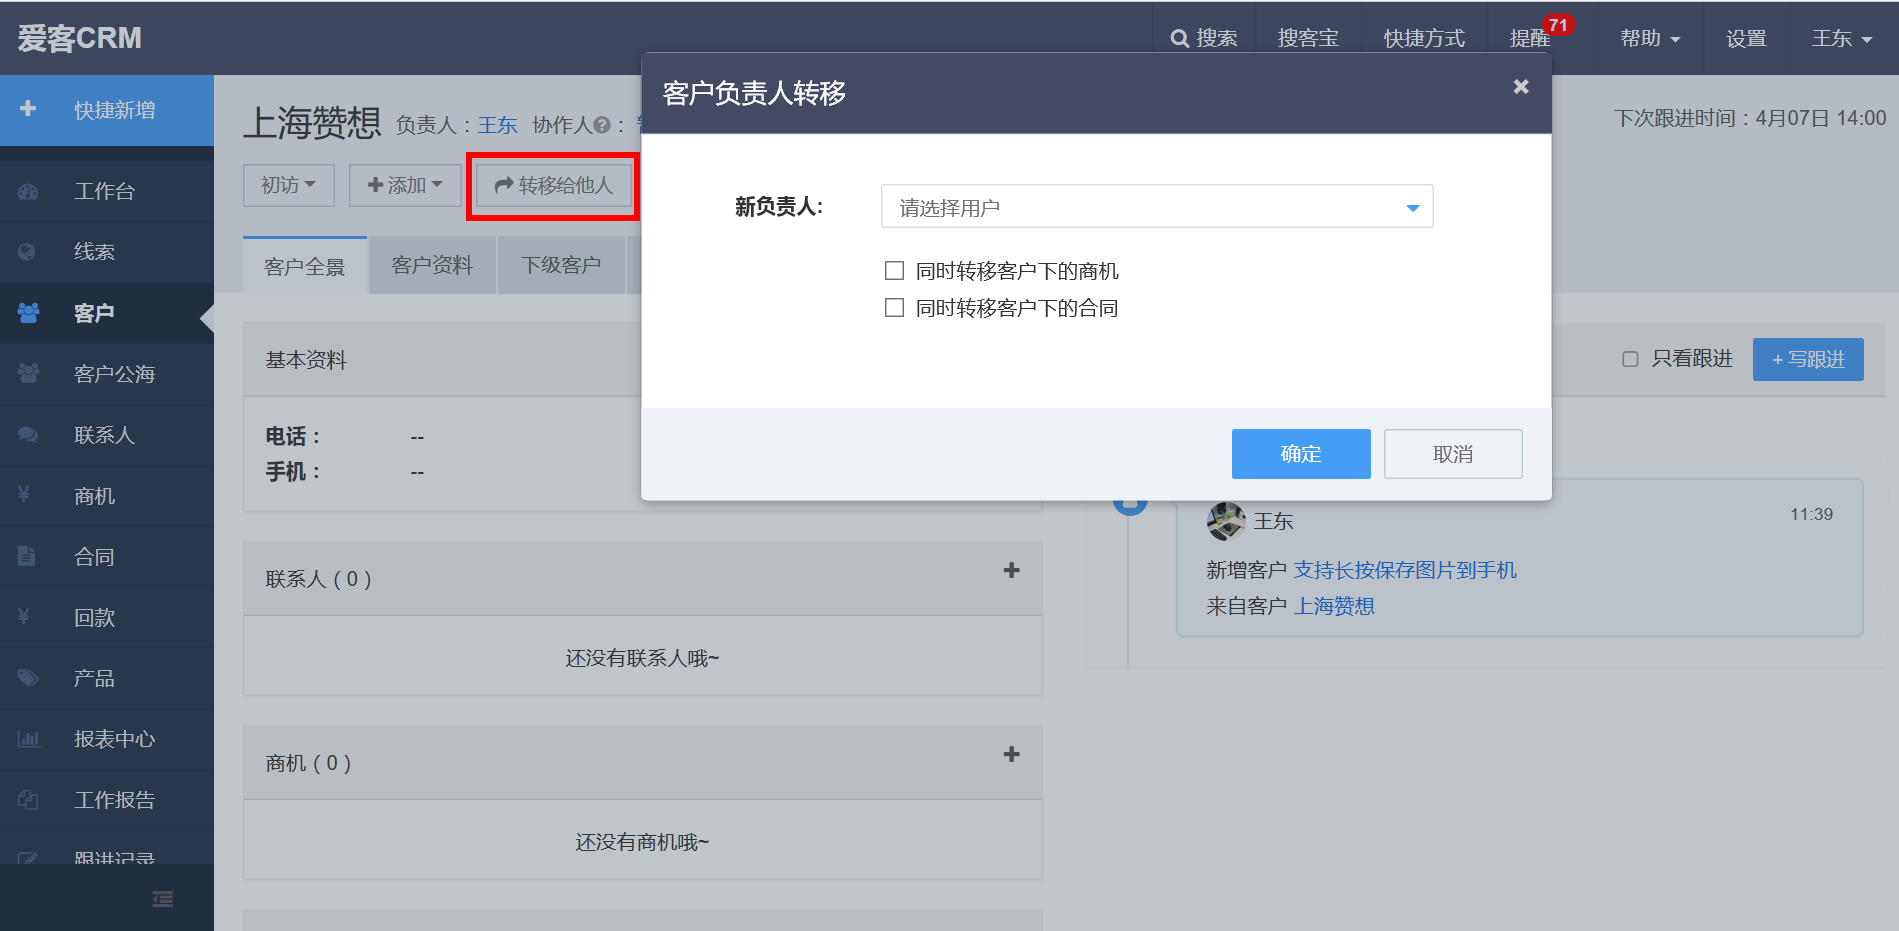 爱客CRM
搜索
搜客宝
快捷方式
提醒
71
帮助
设置
王东
快捷新增
工作台
线索
客户
客户公海
联系人
商机
合同
回款
产品
报表中心
工作报告
跟进记录
上海赞想 负责人：王东 协作人 ：
下次跟进时间：4月07日 14:00
初访
添加
转移给他人
客户全景
客户资料
下级客户
客户负责人转移
新负责人:
请选择用户
同时转移客户下的商机
同时转移客户下的合同
确定
取消
基本资料
电话： --
手机： --
只看跟进
+ 写跟进
王东
11:39
新增客户 支持长按保存图片到手机
来自客户 上海赞想
联系人（0）
还没有联系人哦~
商机（0）
还没有商机哦~